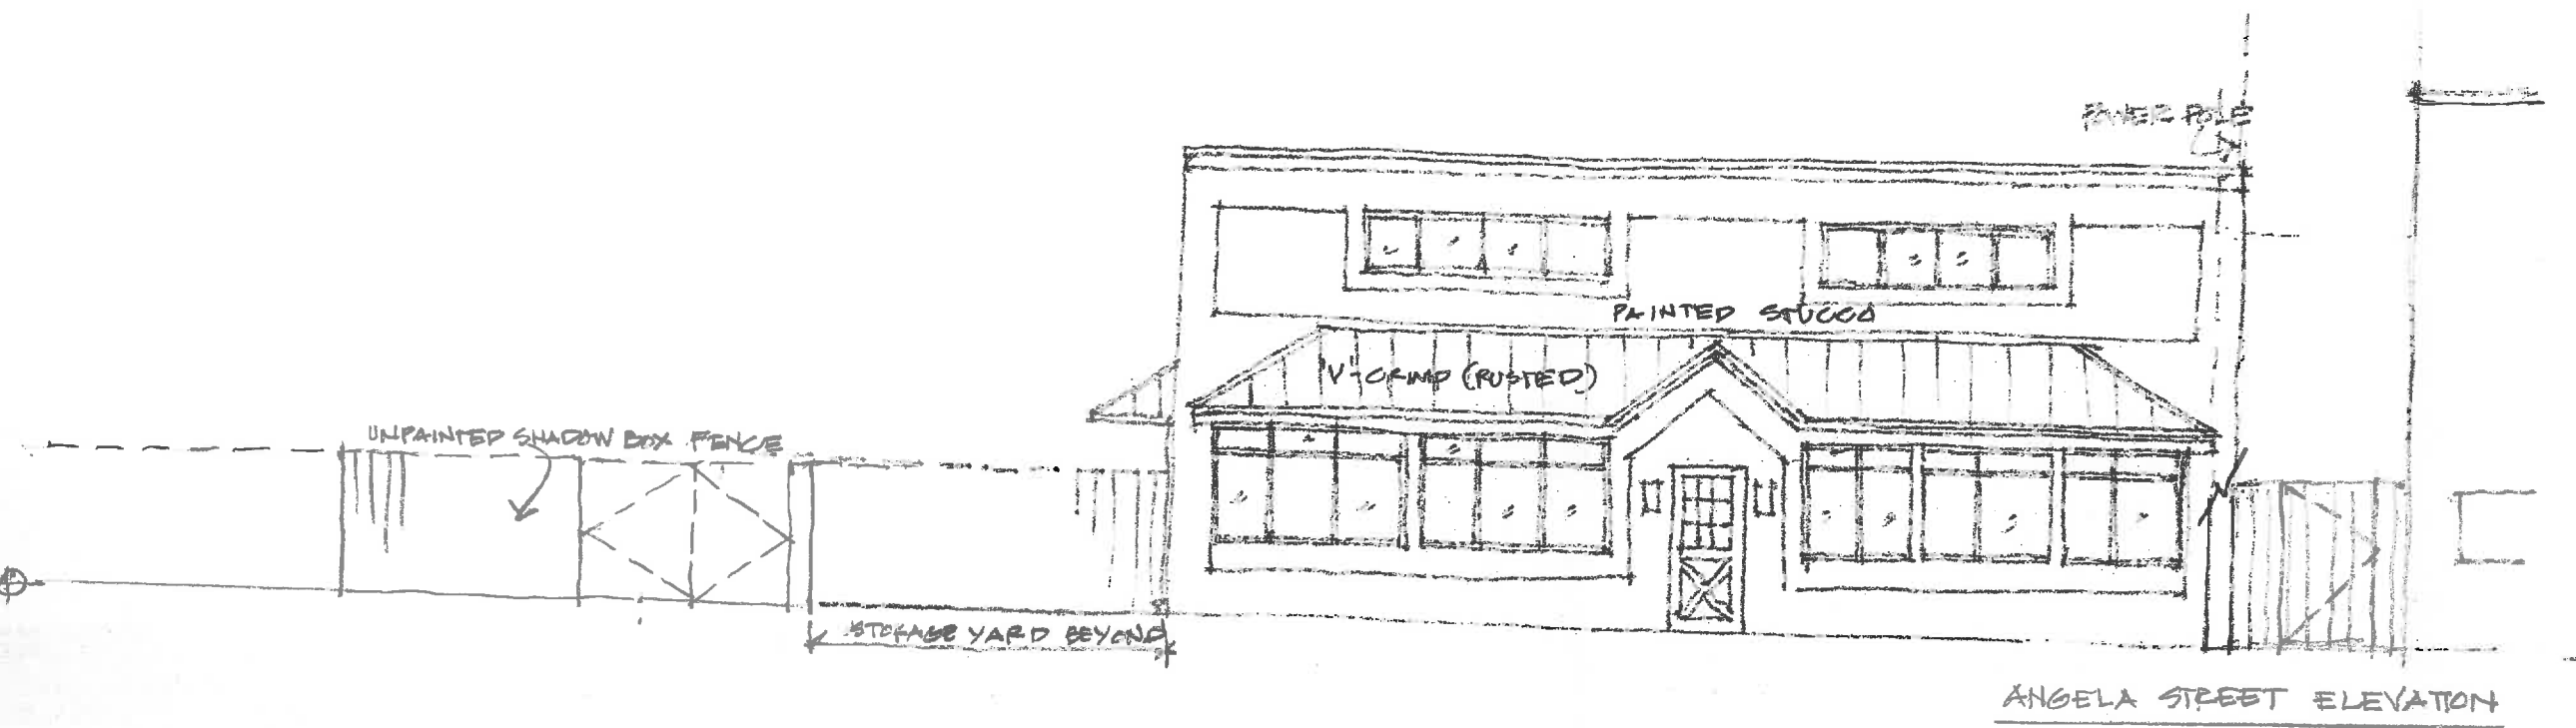 POWER POLE
PAINTED STUCCO
'V'-CRIMP (RUSTED)
UNPAINTED SHADOW BOX FENCE
STORAGE YARD BEYOND
ANGELA STREET ELEVATION